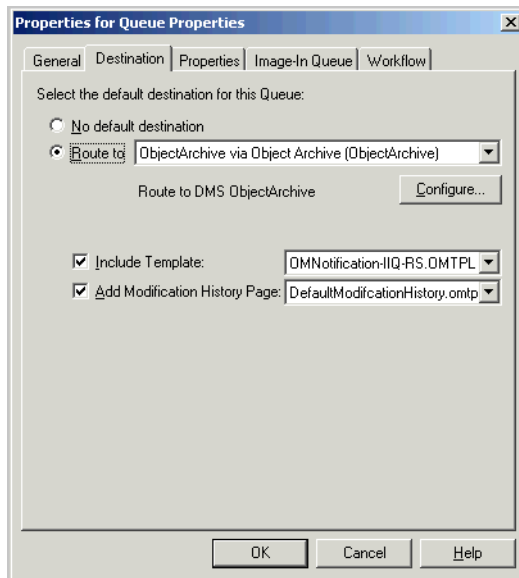 Properties for Queue Properties
General Destination Properties Image-In Queue Workflow
Select the default destination for this Queue:
No default destination
Route to ObjectArchive via Object Archive (ObjectArchive)
Route to DMS ObjectArchive Configure...
Include Template: OMNotification-IIQ-RS.OMTPL
Add Modification History Page: DefaultModifcationHistory.omtp
OK Cancel Help